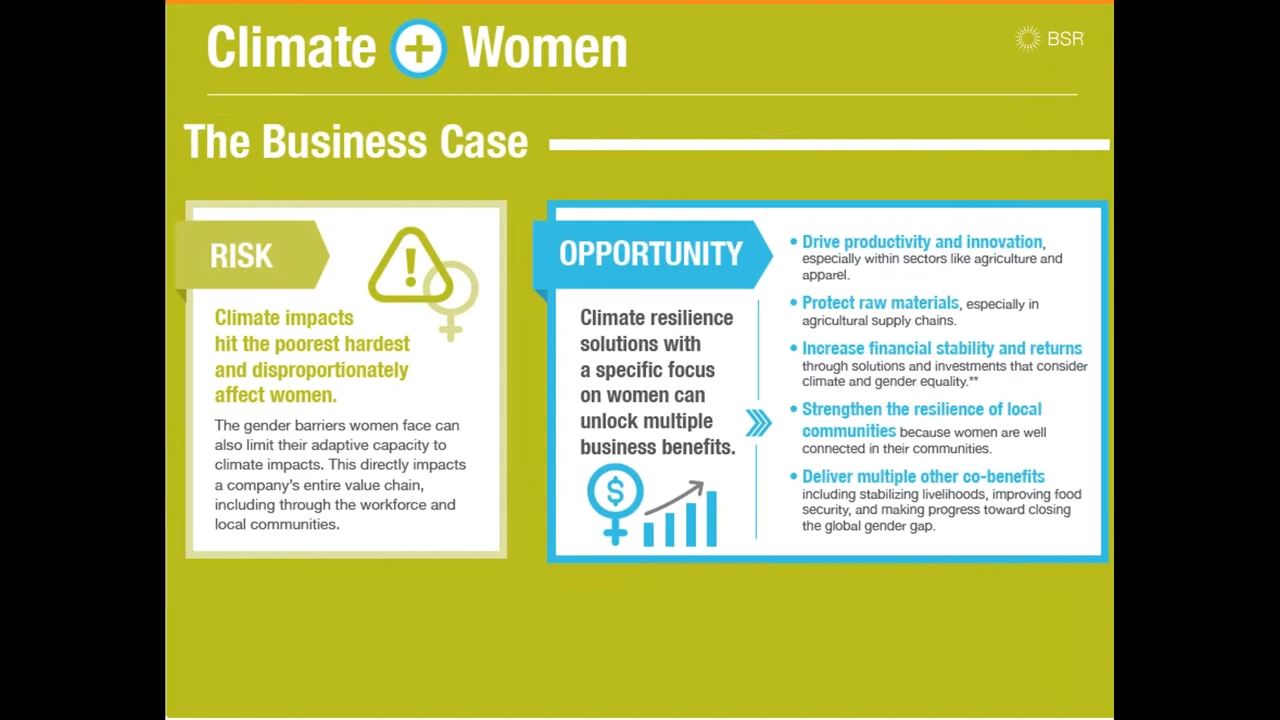 Climate + Women
BSR
The Business Case
RISK
Climate impacts
hit the poorest hardest
and disproportionately
affect women.
The gender barriers women face can
also limit their adaptive capacity to
climate impacts. This directly impacts
a company's entire value chain,
including through the workforce and
local communities.
OPPORTUNITY
Climate resilience
solutions with
a specific focus
on women can
unlock multiple
business benefits.
$
• Drive productivity and innovation,
especially within sectors like agriculture and
apparel.
• Protect raw materials, especially in
agricultural supply chains.
• Increase financial stability and returns
through solutions and investments that consider
climate and gender equality.**
• Strengthen the resilience of local
communities because women are well
connected in their communities.
• Deliver multiple other co-benefits
including stabilizing livelihoods, improving food
security, and making progress toward closing
the global gender gap.